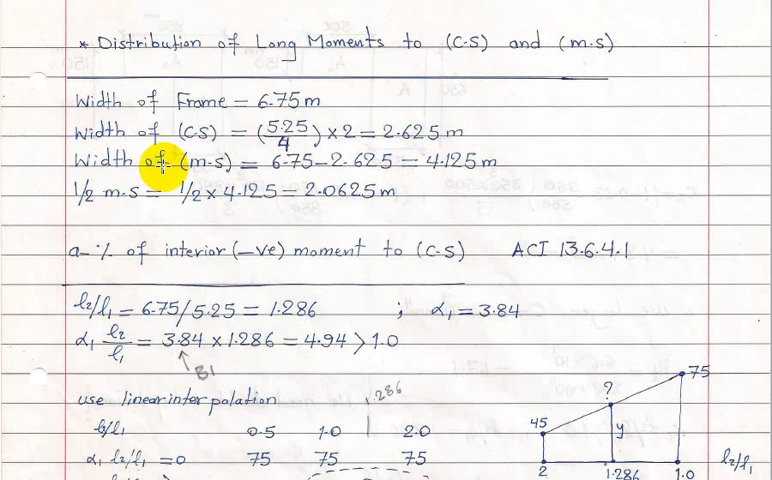 * Distribution of Long Moments to (C.S) and (m.s)
Width of Frame = 6.75 m
Width of (C.S) = (5.25/4) × 2 = 2.625 m
Width of (m.s) = 6.75 - 2.625 = 4.125 m
1/2 m.s = 1/2 × 4.125 = 2.0625 m
a- % of interior (-ve) moment to (C.S) ACI 13.6.4.1
l2/l1 = 6.75/5.25 = 1.286 ; α1 = 3.84
α1 l2/l1 = 3.84 × 1.286 = 4.94 > 1.0
B1
use linear interpolation
1.286
l2/l1 0.5 1.0 2.0
α1 l2/l1 = 0 75 75 75
75
?
45
y
2 1.286 1.0 l2/l1